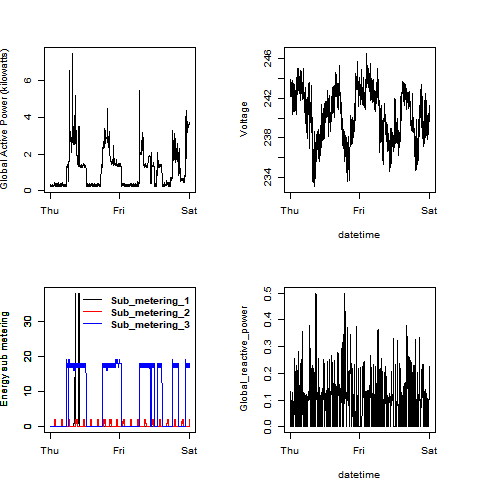 Global Active Power (kilowatts)
0
2
4
6
Thu
Fri
Sat
Voltage
234
238
242
246
Thu
Fri
Sat
datetime
Energy sub metering
0
10
20
30
Sub_metering_1
Sub_metering_2
Sub_metering_3
Thu
Fri
Sat
Global_reactive_power
0.0
0.1
0.2
0.3
0.4
0.5
Thu
Fri
Sat
datetime